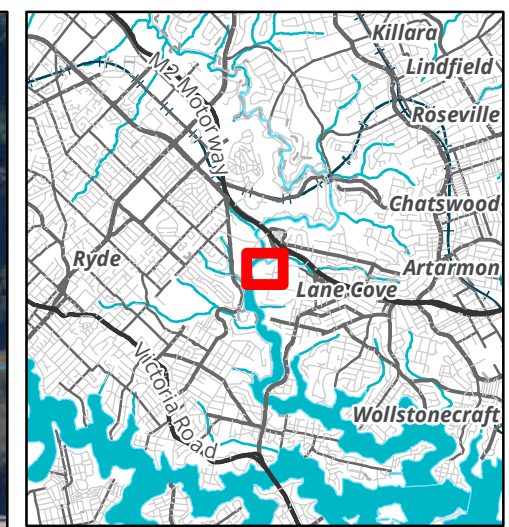 Killara
Lindfield
M2 Motorway
Roseville
Chatswood
Ryde
Artarmon
Lane Cove
Victoria Road
Wollstonecraft